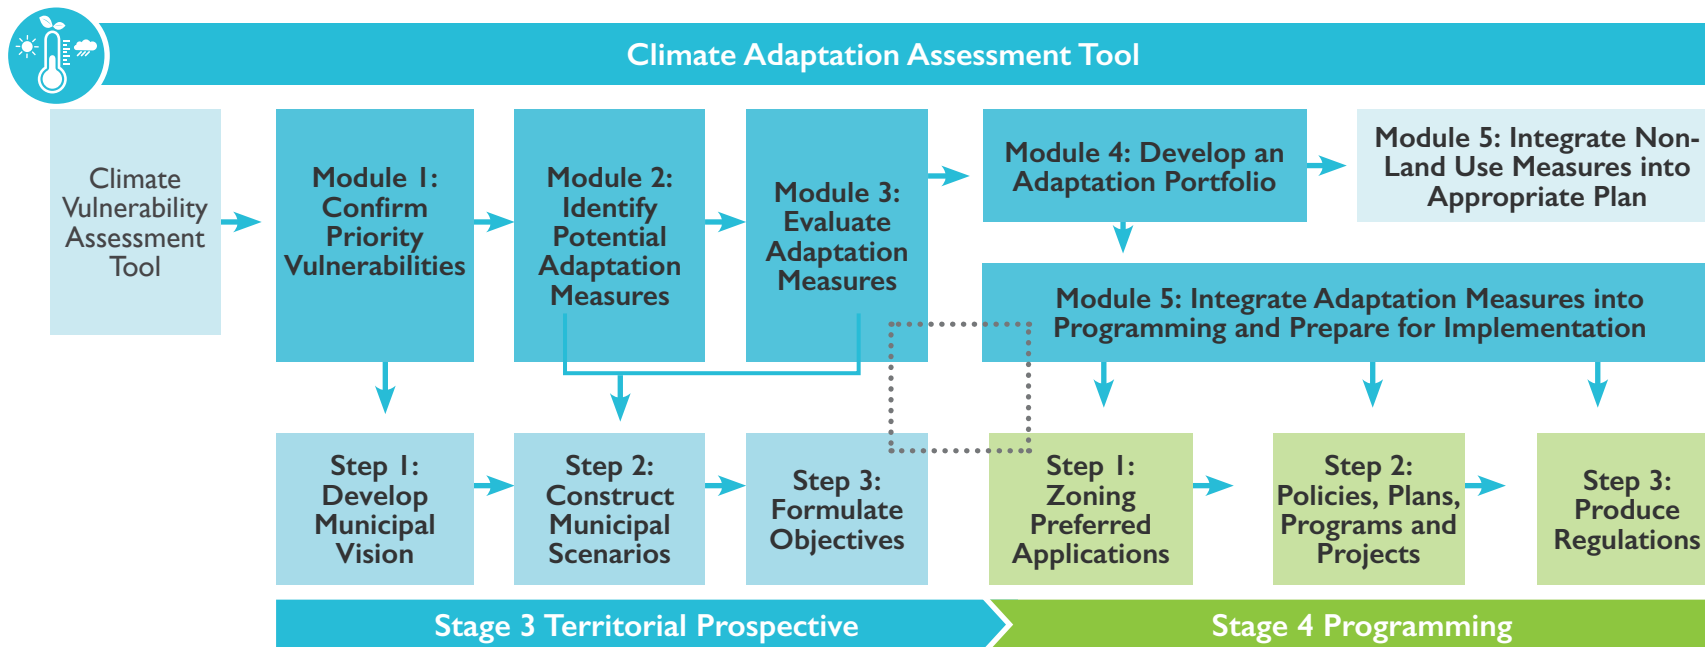 Climate Adaptation Assessment Tool
Climate
Vulnerability
Assessment
Tool
Module 1:
Confirm
Priority
Vulnerabilities
Module 2:
Identify
Potential
Adaptation
Measures
Module 3:
Evaluate
Adaptation
Measures
Module 4: Develop an
Adaptation Portfolio
Module 5: Integrate Non-
Land Use Measures into
Appropriate Plan
Module 5: Integrate Adaptation Measures into
Programming and Prepare for Implementation
Step 1:
Develop
Municipal
Vision
Step 2:
Construct
Municipal
Scenarios
Step 3:
Formulate
Objectives
Step 1:
Zoning
Preferred
Applications
Step 2:
Policies, Plans,
Programs and
Projects
Step 3:
Produce
Regulations
Stage 3 Territorial Prospective
Stage 4 Programming